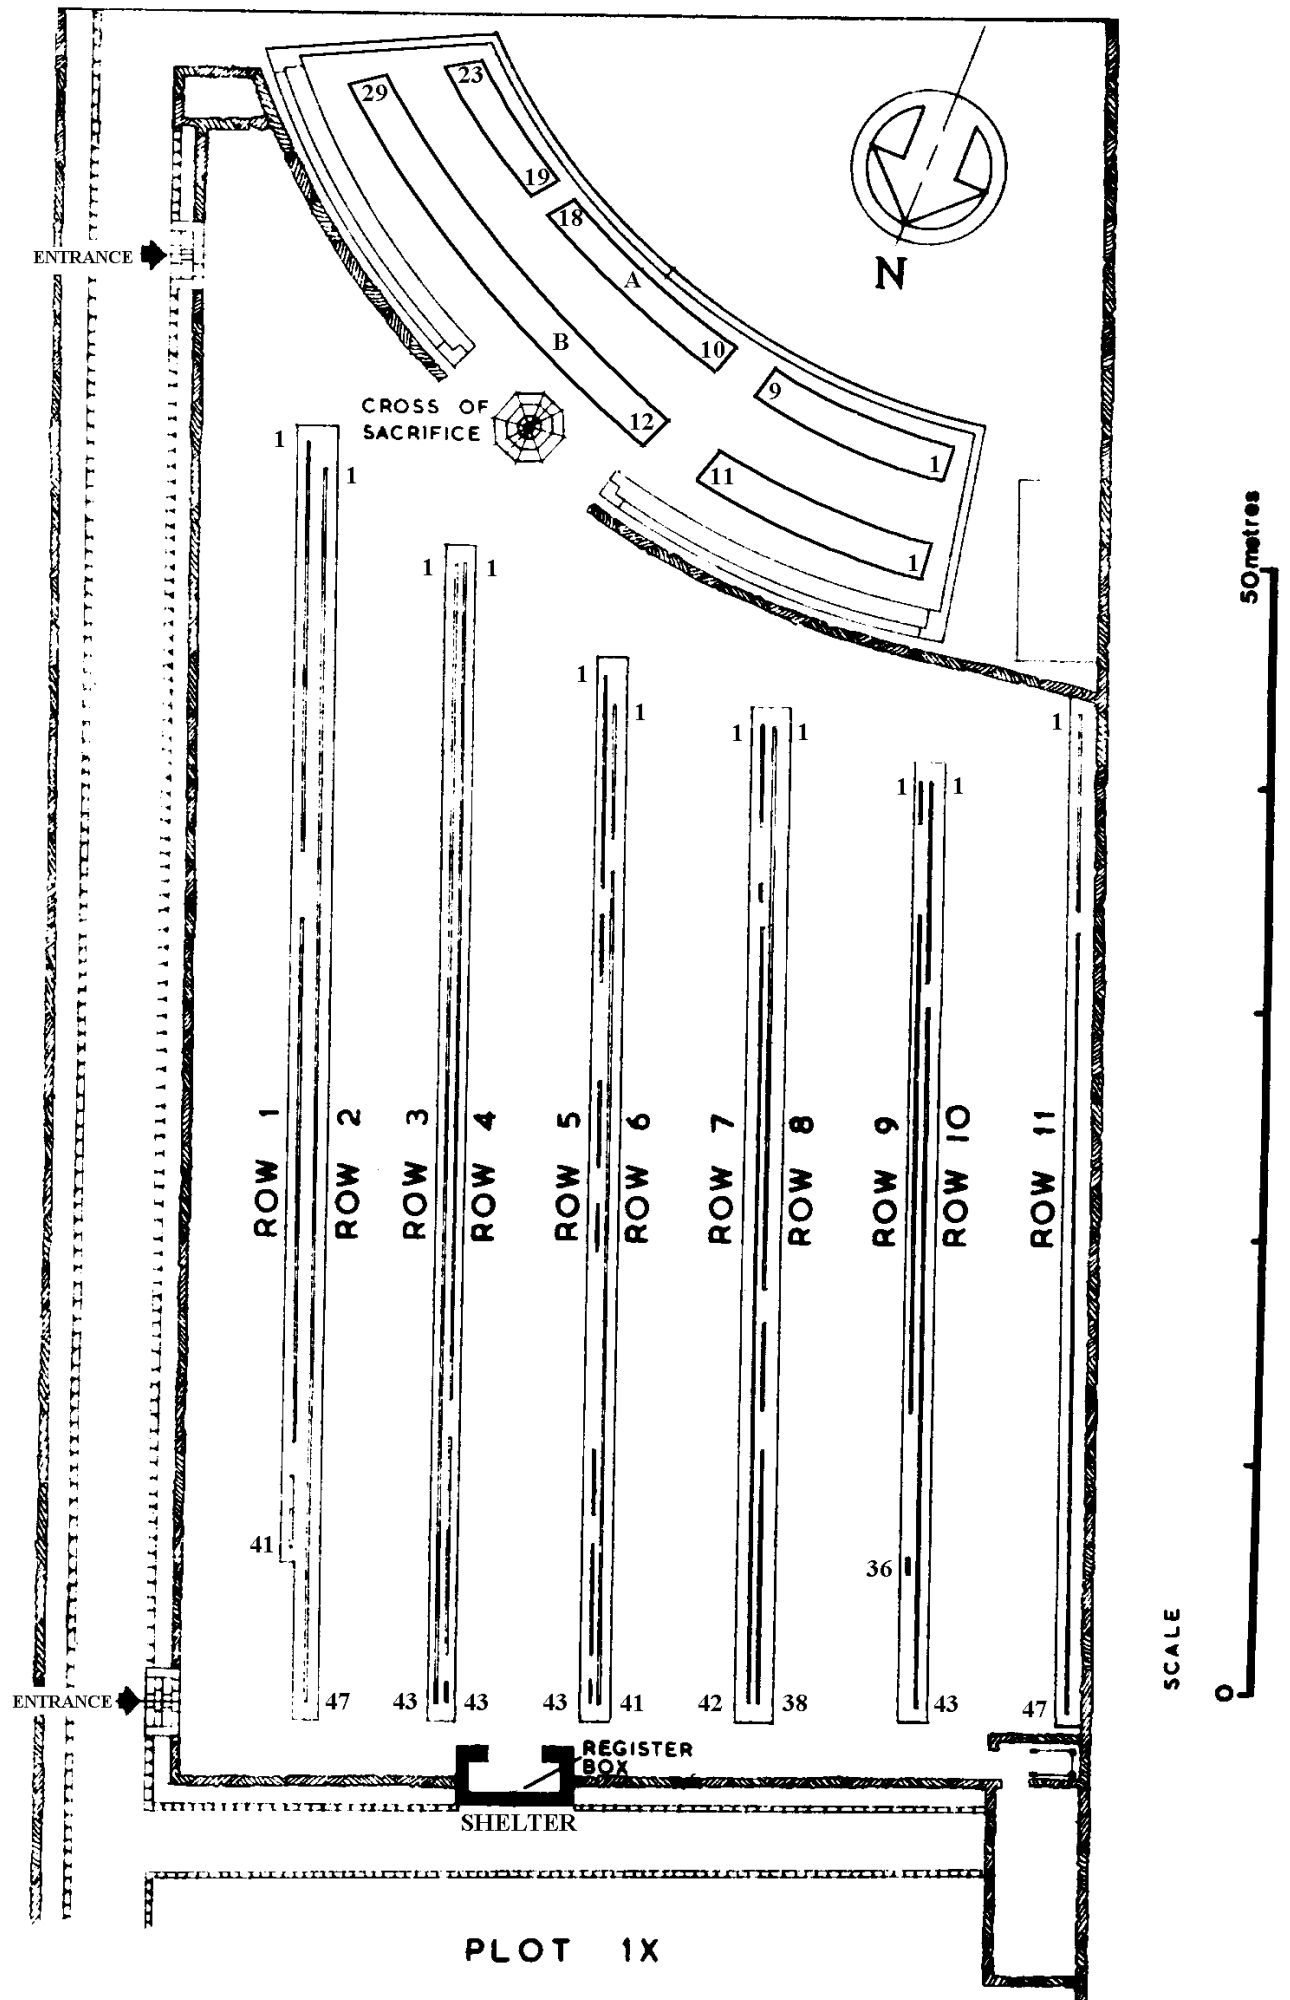 23
29
19
18
ENTRANCE
A
N
B
10
9
CROSS OF
SACRIFICE
12
1
11
1
1
1
50 metres
1
1
1
1
1
1
1
1
1
1
ROW 1
ROW 2
ROW 3
ROW 4
ROW 5
ROW 6
ROW 7
ROW 8
ROW 9
ROW 10
ROW 11
41
36
SCALE
0
ENTRANCE
47
43
43
43
41
42
38
43
47
REGISTER
BOX
SHELTER
PLOT 1X